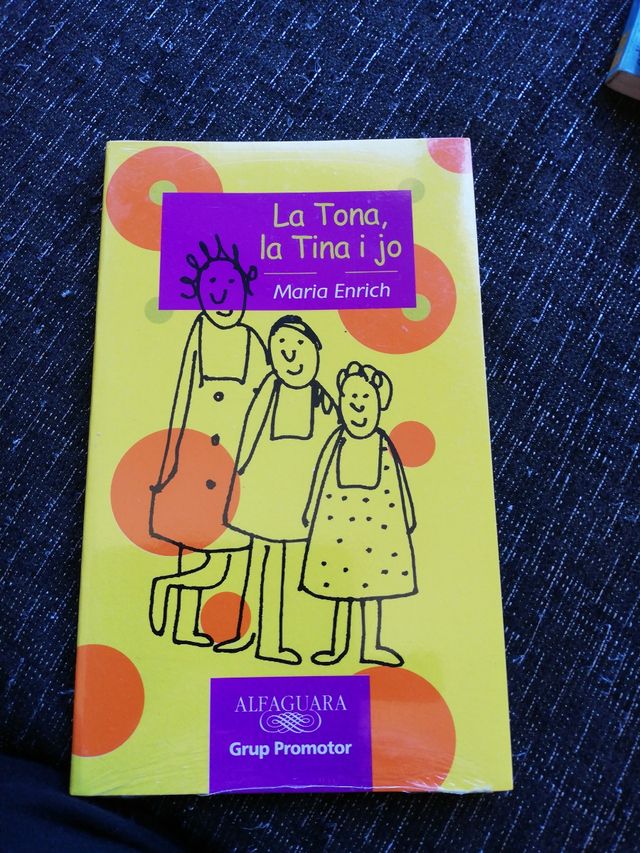 La Tona,
la Tina i jo
Maria Enrich
ALFAGUARA
Grup Promotor